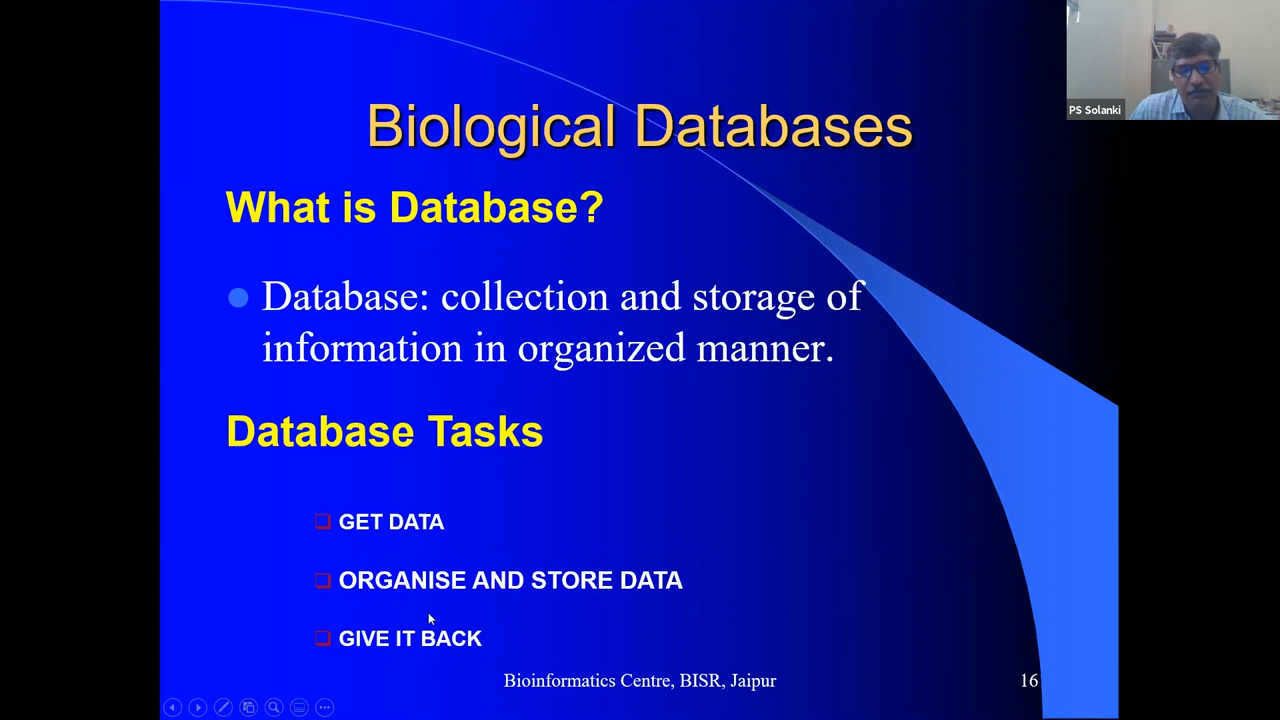 Biological Databases
PS Solanki
What is Database?
Database: collection and storage of
information in organized manner.
Database Tasks
GET DATA
ORGANISE AND STORE DATA
GIVE IT BACK
Bioinformatics Centre, BISR, Jaipur
16